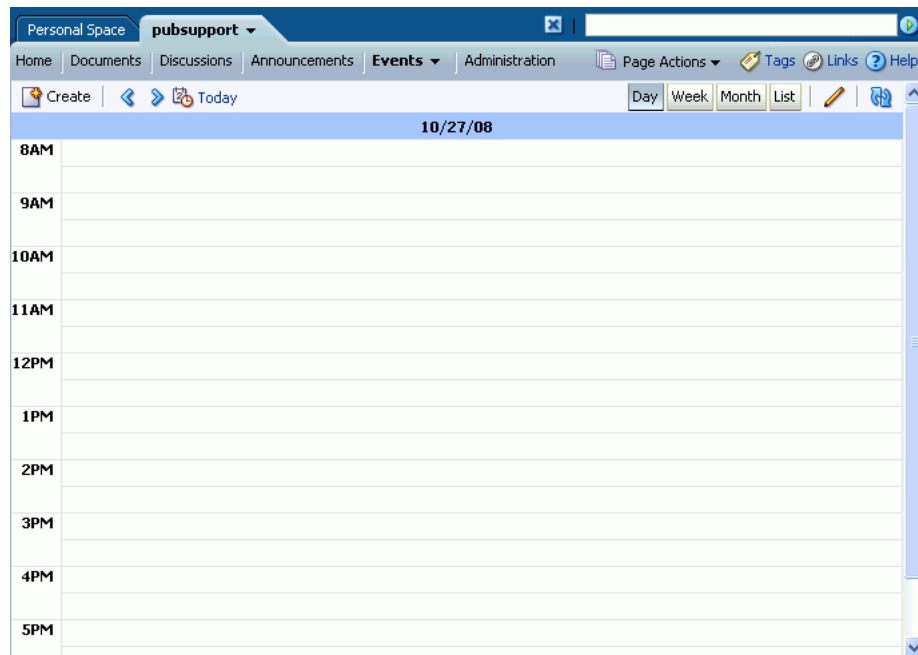 Personal Space pubsupport
Home Documents Discussions Announcements Events Administration Page Actions Tags Links Help
Create Today Day Week Month List
10/27/08
8AM
9AM
10AM
11AM
12PM
1PM
2PM
3PM
4PM
5PM